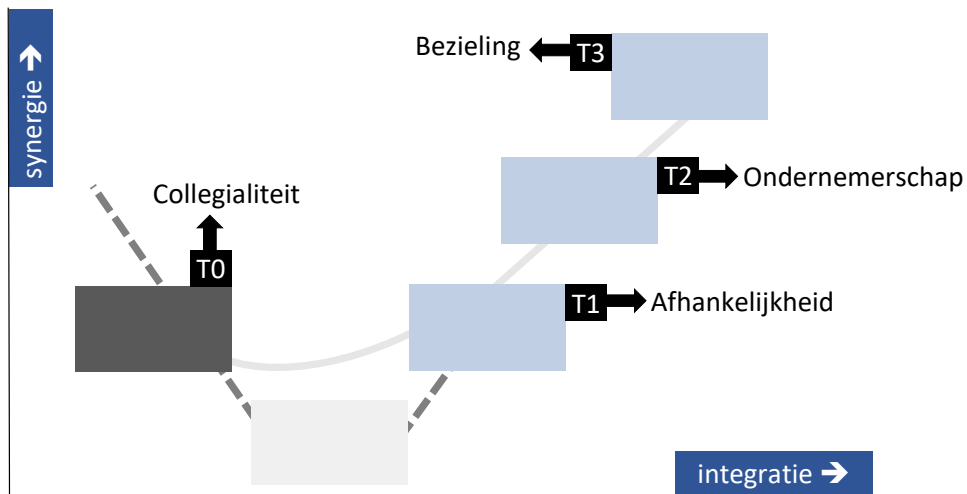 synergie ➔
Bezieling
T3
T2
Ondernemerschap
Collegialiteit
T0
T1
Afhankelijkheid
integratie ➔